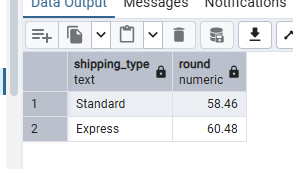 Data Output Messages Notifications
shipping_type round
text numeric
1 Standard 58.46
2 Express 60.48